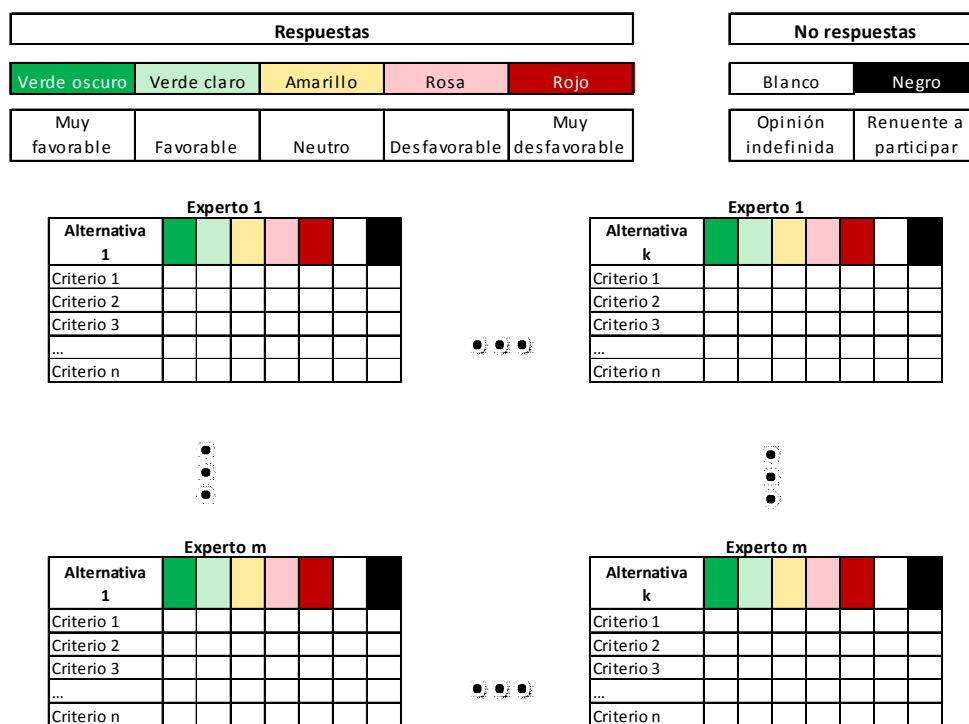 Respuestas
No respuestas
Verde oscuro Verde claro Amarillo Rosa Rojo
Blanco Negro
Muy favorable Favorable Neutro Desfavorable Muy desfavorable
Opinión indefinida Renuente a participar
Experto 1
Alternativa 1
Criterio 1
Criterio 2
Criterio 3
...
Criterio n
Experto 1
Alternativa k
Criterio 1
Criterio 2
Criterio 3
...
Criterio n
Experto m
Alternativa 1
Criterio 1
Criterio 2
Criterio 3
...
Criterio n
Experto m
Alternativa k
Criterio 1
Criterio 2
Criterio 3
...
Criterio n